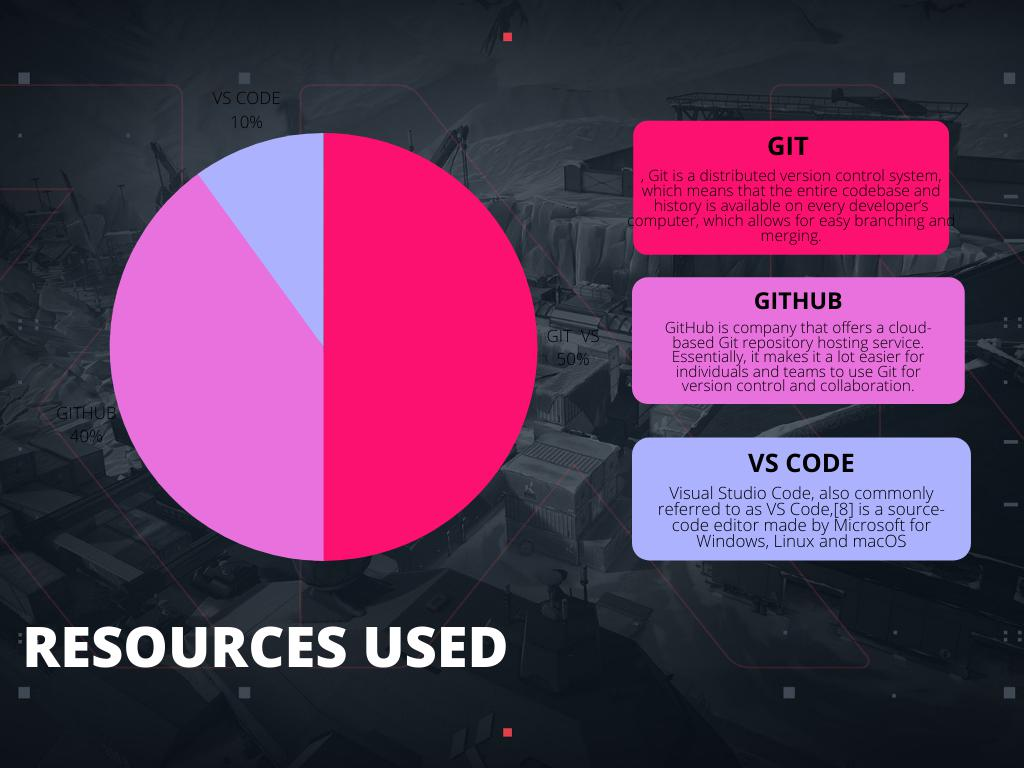 VS CODE
10%
GIT VS
50%
GITHUB
40%
GIT
, Git is a distributed version control system,
which means that the entire codebase and
history is available on every developer's
computer, which allows for easy branching and
merging.
GITHUB
GitHub is company that offers a cloud-
based Git repository hosting service.
Essentially, it makes it a lot easier for
individuals and teams to use Git for
version control and collaboration.
VS CODE
Visual Studio Code, also commonly
referred to as VS Code,[8] is a source-
code editor made by Microsoft for
Windows, Linux and macOS
RESOURCES USED